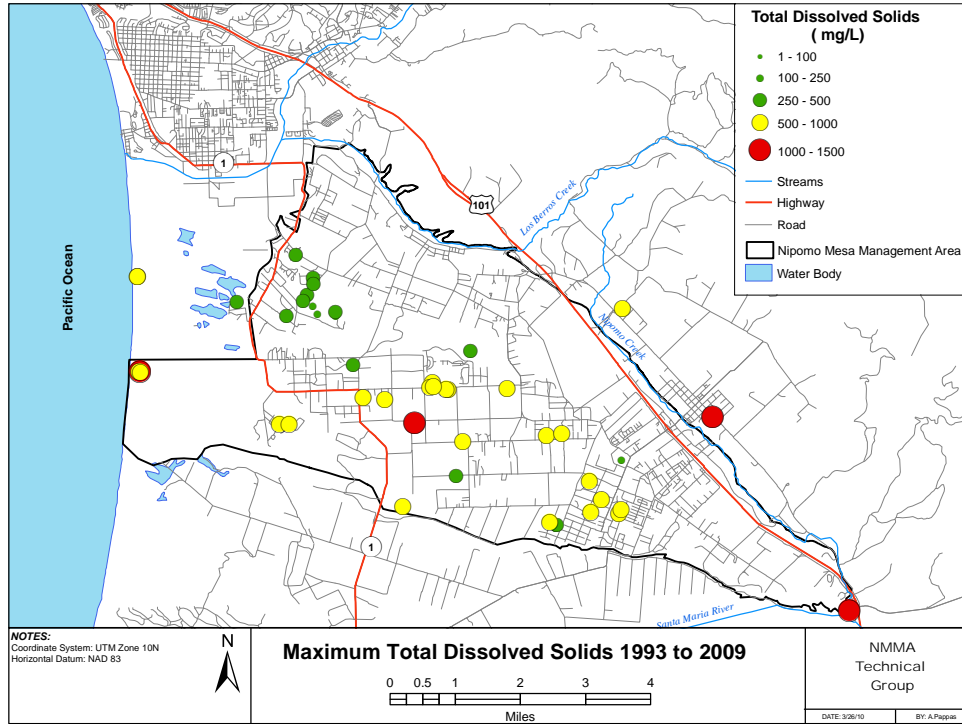 Total Dissolved Solids
( mg/L)
1 - 100
100 - 250
250 - 500
500 - 1000
1000 - 1500
Streams
Highway
Road
Nipomo Mesa Management Area
Water Body
1
101
Los Berros Creek
Pacific Ocean
Nipomo Creek
1
Santa Maria River
NOTES:
Coordinate System: UTM Zone 10N
Horizontal Datum: NAD 83
N
Maximum Total Dissolved Solids 1993 to 2009
0 0.5 1 2 3 4
Miles
NMMA
Technical
Group
DATE: 3/26/10 BY: A.Pappas